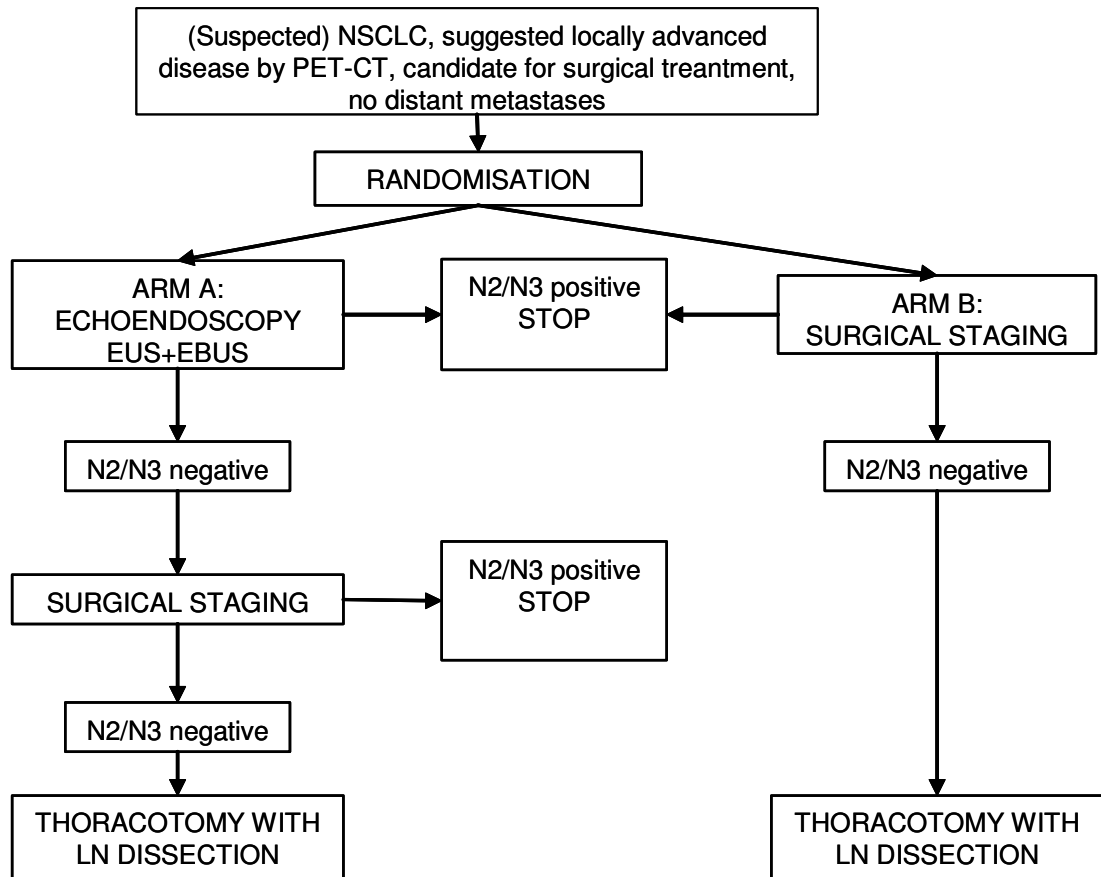 (Suspected) NSCLC, suggested locally advanced
disease by PET-CT, candidate for surgical treantment,
no distant metastases
RANDOMISATION
ARM A:
ECHOENDOSCOPY
EUS+EBUS
N2/N3 positive
STOP
ARM B:
SURGICAL STAGING
N2/N3 negative
N2/N3 negative
SURGICAL STAGING
N2/N3 positive
STOP
N2/N3 negative
THORACOTOMY WITH
LN DISSECTION
THORACOTOMY WITH
LN DISSECTION